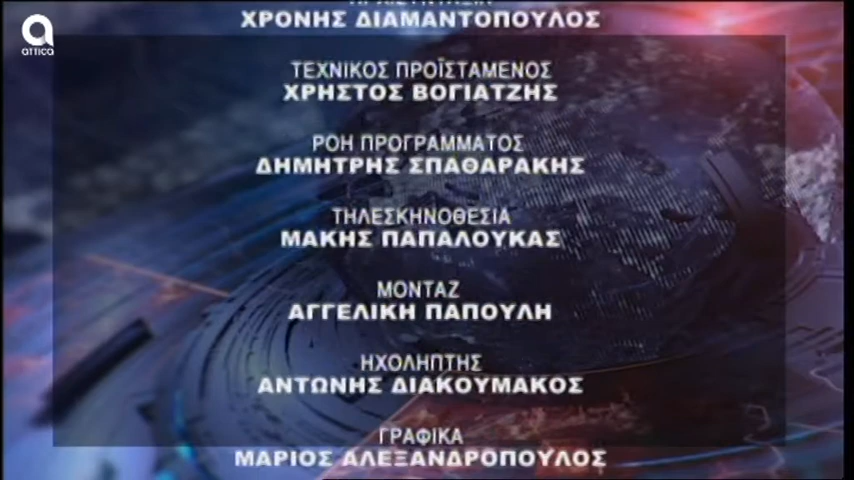 ΧΡΟΝΗΣ ΔΙΑΜΑΝΤΟΠΟΥΛΟΣ
attica
ΤΕΧΝΙΚΟΣ ΠΡΟΪΣΤΑΜΕΝΟΣ
ΧΡΗΣΤΟΣ ΒΟΓΙΑΤΖΗΣ
ΡΟΗ ΠΡΟΓΡΑΜΜΑΤΟΣ
ΔΗΜΗΤΡΗΣ ΣΠΑΘΑΡΑΚΗΣ
ΤΗΛΕΣΚΗΝΟΘΕΣΙΑ
ΜΑΚΗΣ ΠΑΠΑΛΟΥΚΑΣ
ΜΟΝΤΑΖ
ΑΓΓΕΛΙΚΗ ΠΑΠΟΥΛΗ
ΗΧΟΛΗΠΤΗΣ
ΑΝΤΩΝΗΣ ΔΙΑΚΟΥΜΑΚΟΣ
ΓΡΑΦΙΚΑ
ΜΑΡΙΟΣ ΑΛΕΞΑΝΔΡΟΠΟΥΛΟΣ